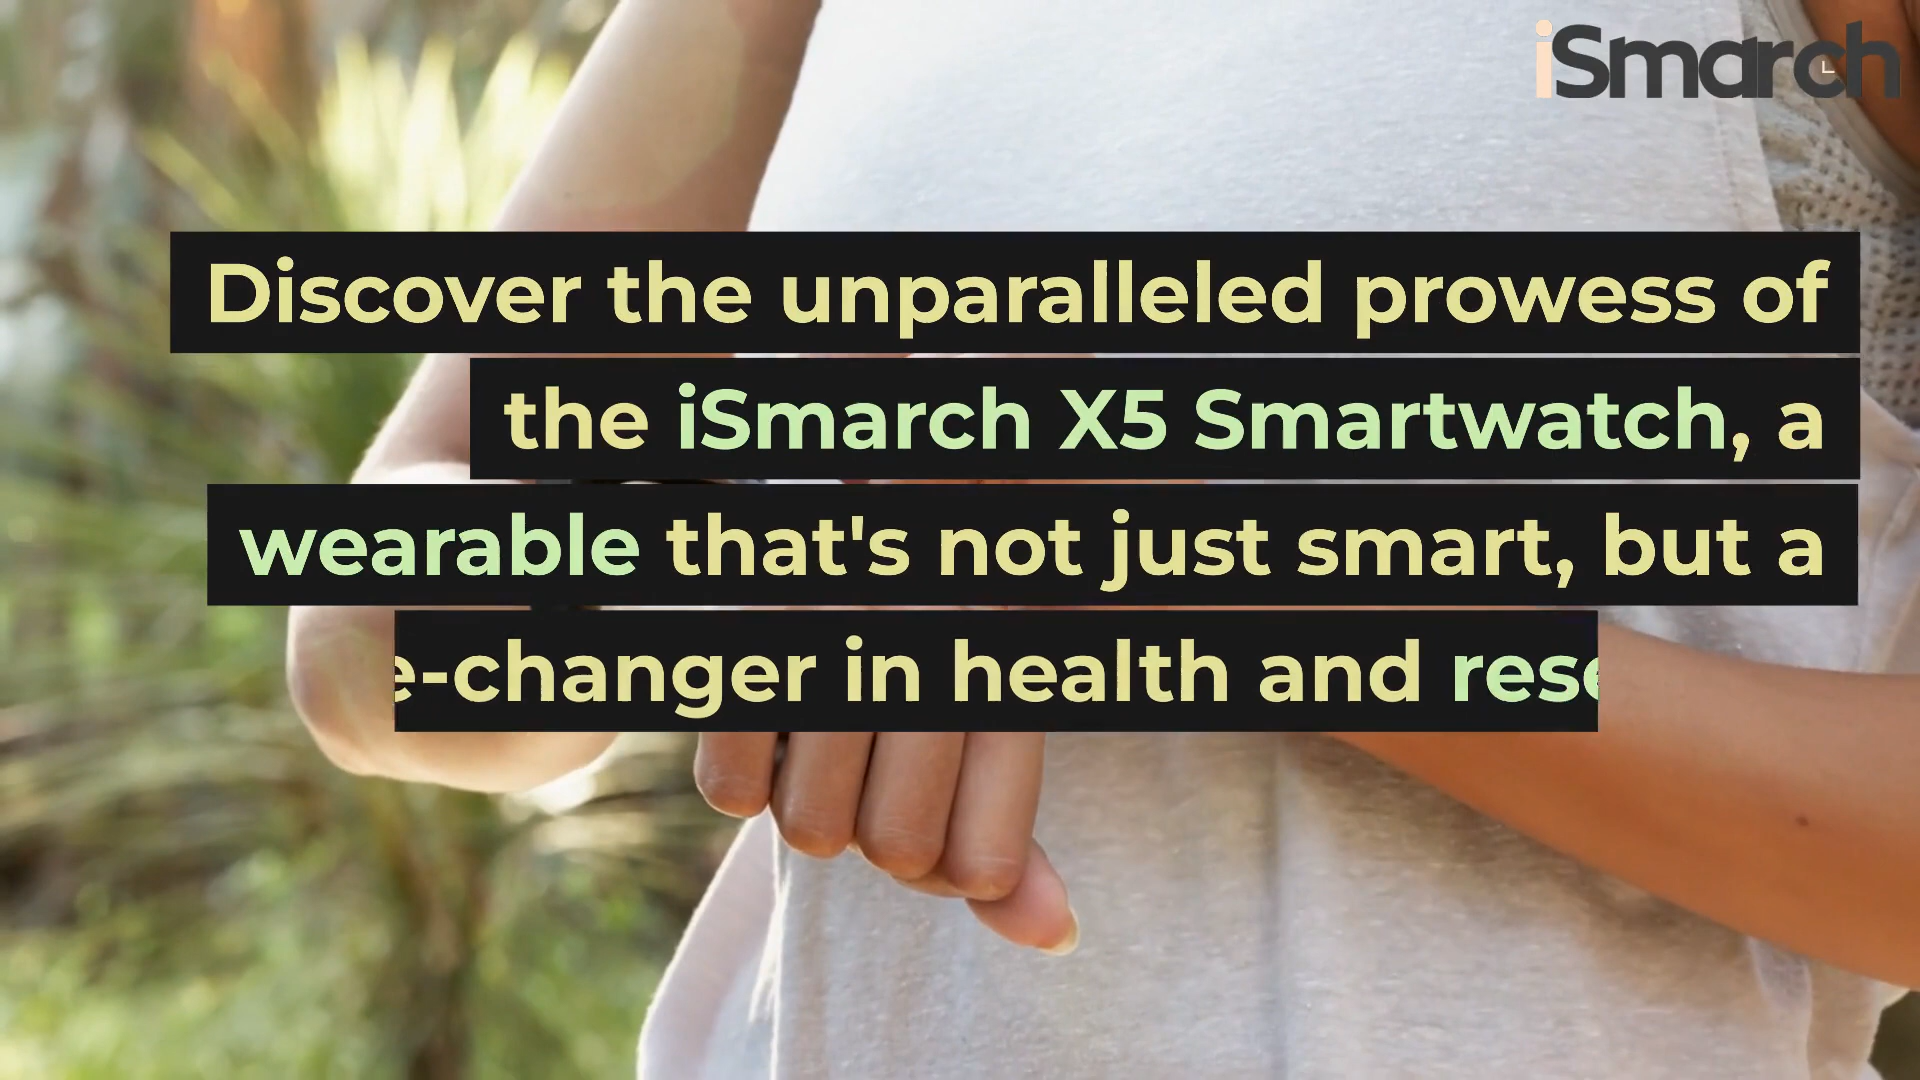 iSmarch
Discover the unparalleled prowess of
the iSmarch X5 Smartwatch, a
wearable that's not just smart, but a
e-changer in health and rese